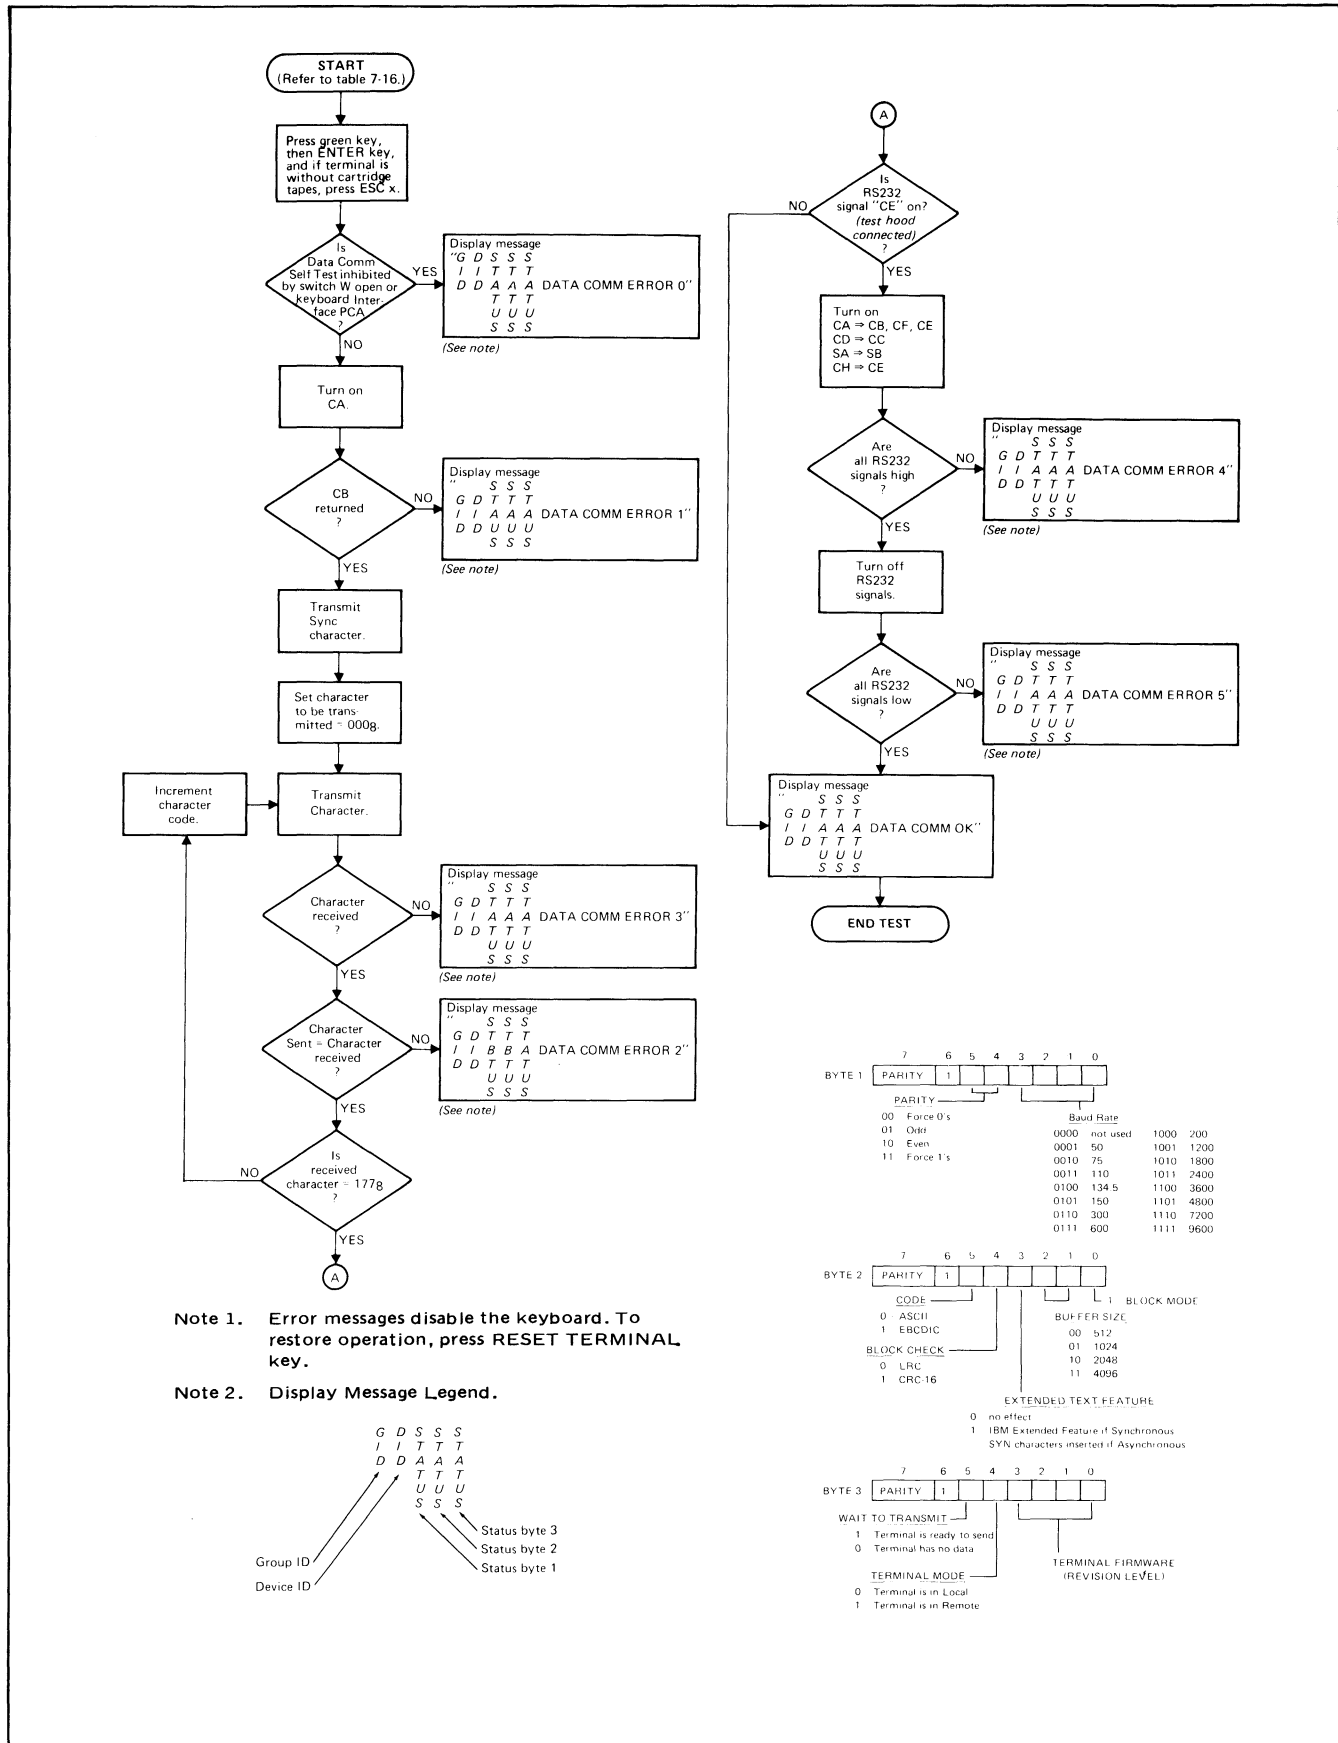 START
(Refer to table 7-16.)
Press green key,
then ENTER key,
and if terminal is
without cartridge
tapes, press ESC x.
Is
Data Comm
Self Test inhibited
by switch W open or
keyboard Inter-
face PCA
?
YES
NO
Display message
"G D S S S
I I T T T
D D A A A DATA COMM ERROR 0"
T T T
U U U
S S S
(See note)
Turn on
CA.
CB
returned
?
NO
YES
Display message
" S S S
G D T T T
I I A A A DATA COMM ERROR 1"
D D U U U
S S S
(See note)
Transmit
Sync
character.
Set character
to be trans-
mitted = 0008.
Increment
character
code.
Transmit
Character.
Character
received
?
NO
YES
Display message
" S S S
G D T T T
I I A A A DATA COMM ERROR 3"
D D T T T
U U U
S S S
(See note)
Character
Sent = Character
received
?
NO
YES
Display message
" S S S
G D T T T
I I B B A DATA COMM ERROR 2"
D D T T T
U U U
S S S
(See note)
Is
received
character = 1778
?
NO
YES
A
A
Is
RS232
signal "CE" on?
(test hood
connected)
?
NO
YES
Turn on
CA ⇒ CB, CF, CE
CD ⇒ CC
SA ⇒ SB
CH ⇒ CE
Are
all RS232
signals high
?
NO
YES
Display message
" S S S
G D T T T
I I A A A DATA COMM ERROR 4"
D D T T T
U U U
S S S
(See note)
Turn off
RS232
signals.
Are
all RS232
signals low
?
NO
YES
Display message
" S S S
G D T T T
I I A A A DATA COMM ERROR 5"
D D T T T
U U U
S S S
(See note)
Display message
" S S S
G D T T T
I I A A A DATA COMM OK"
D D T T T
U U U
S S S
END TEST
7 6 5 4 3 2 1 0
BYTE 1 PARITY 1
PARITY
00 Force 0's
01 Odd
10 Even
11 Force 1's
Baud Rate
0000 not used 1000 200
0001 50 1001 1200
0010 75 1010 1800
0011 110 1011 2400
0100 134.5 1100 3600
0101 150 1101 4800
0110 300 1110 7200
0111 600 1111 9600
7 6 5 4 3 2 1 0
BYTE 2 PARITY 1
CODE
0 ASCII
1 EBCDIC
BLOCK CHECK
0 LRC
1 CRC-16
1 BLOCK MODE
BUFFER SIZE
00 512
01 1024
10 2048
11 4096
EXTENDED TEXT FEATURE
0 no effect
1 IBM Extended Feature if Synchronous
SYN characters inserted if Asynchronous
7 6 5 4 3 2 1 0
BYTE 3 PARITY 1
WAIT TO TRANSMIT
1 Terminal is ready to send
0 Terminal has no data
TERMINAL MODE
0 Terminal is in Local
1 Terminal is in Remote
TERMINAL FIRMWARE
(REVISION LEVEL)
Note 1. Error messages disable the keyboard. To
restore operation, press RESET TERMINAL
key.
Note 2. Display Message Legend.
G D S S S
I I T T T
D D A A A
T T T
U U U
S S S
Status byte 3
Status byte 2
Status byte 1
Group ID
Device ID